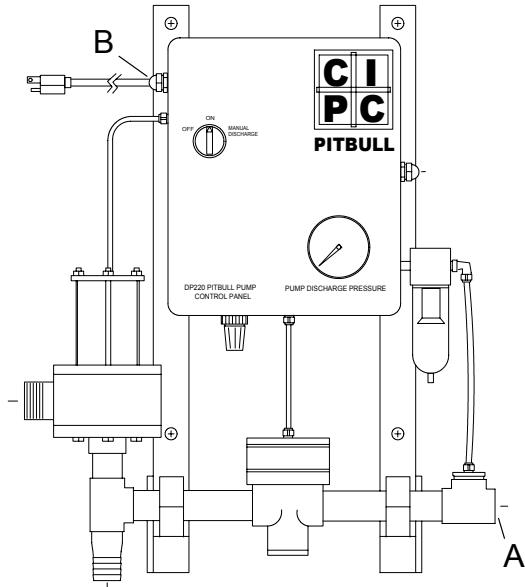 B
C I
P C
PITBULL
ON
OFF
MANUAL
DISCHARGE
DP220 PITBULL PUMP
CONTROL PANEL
PUMP DISCHARGE PRESSURE
A